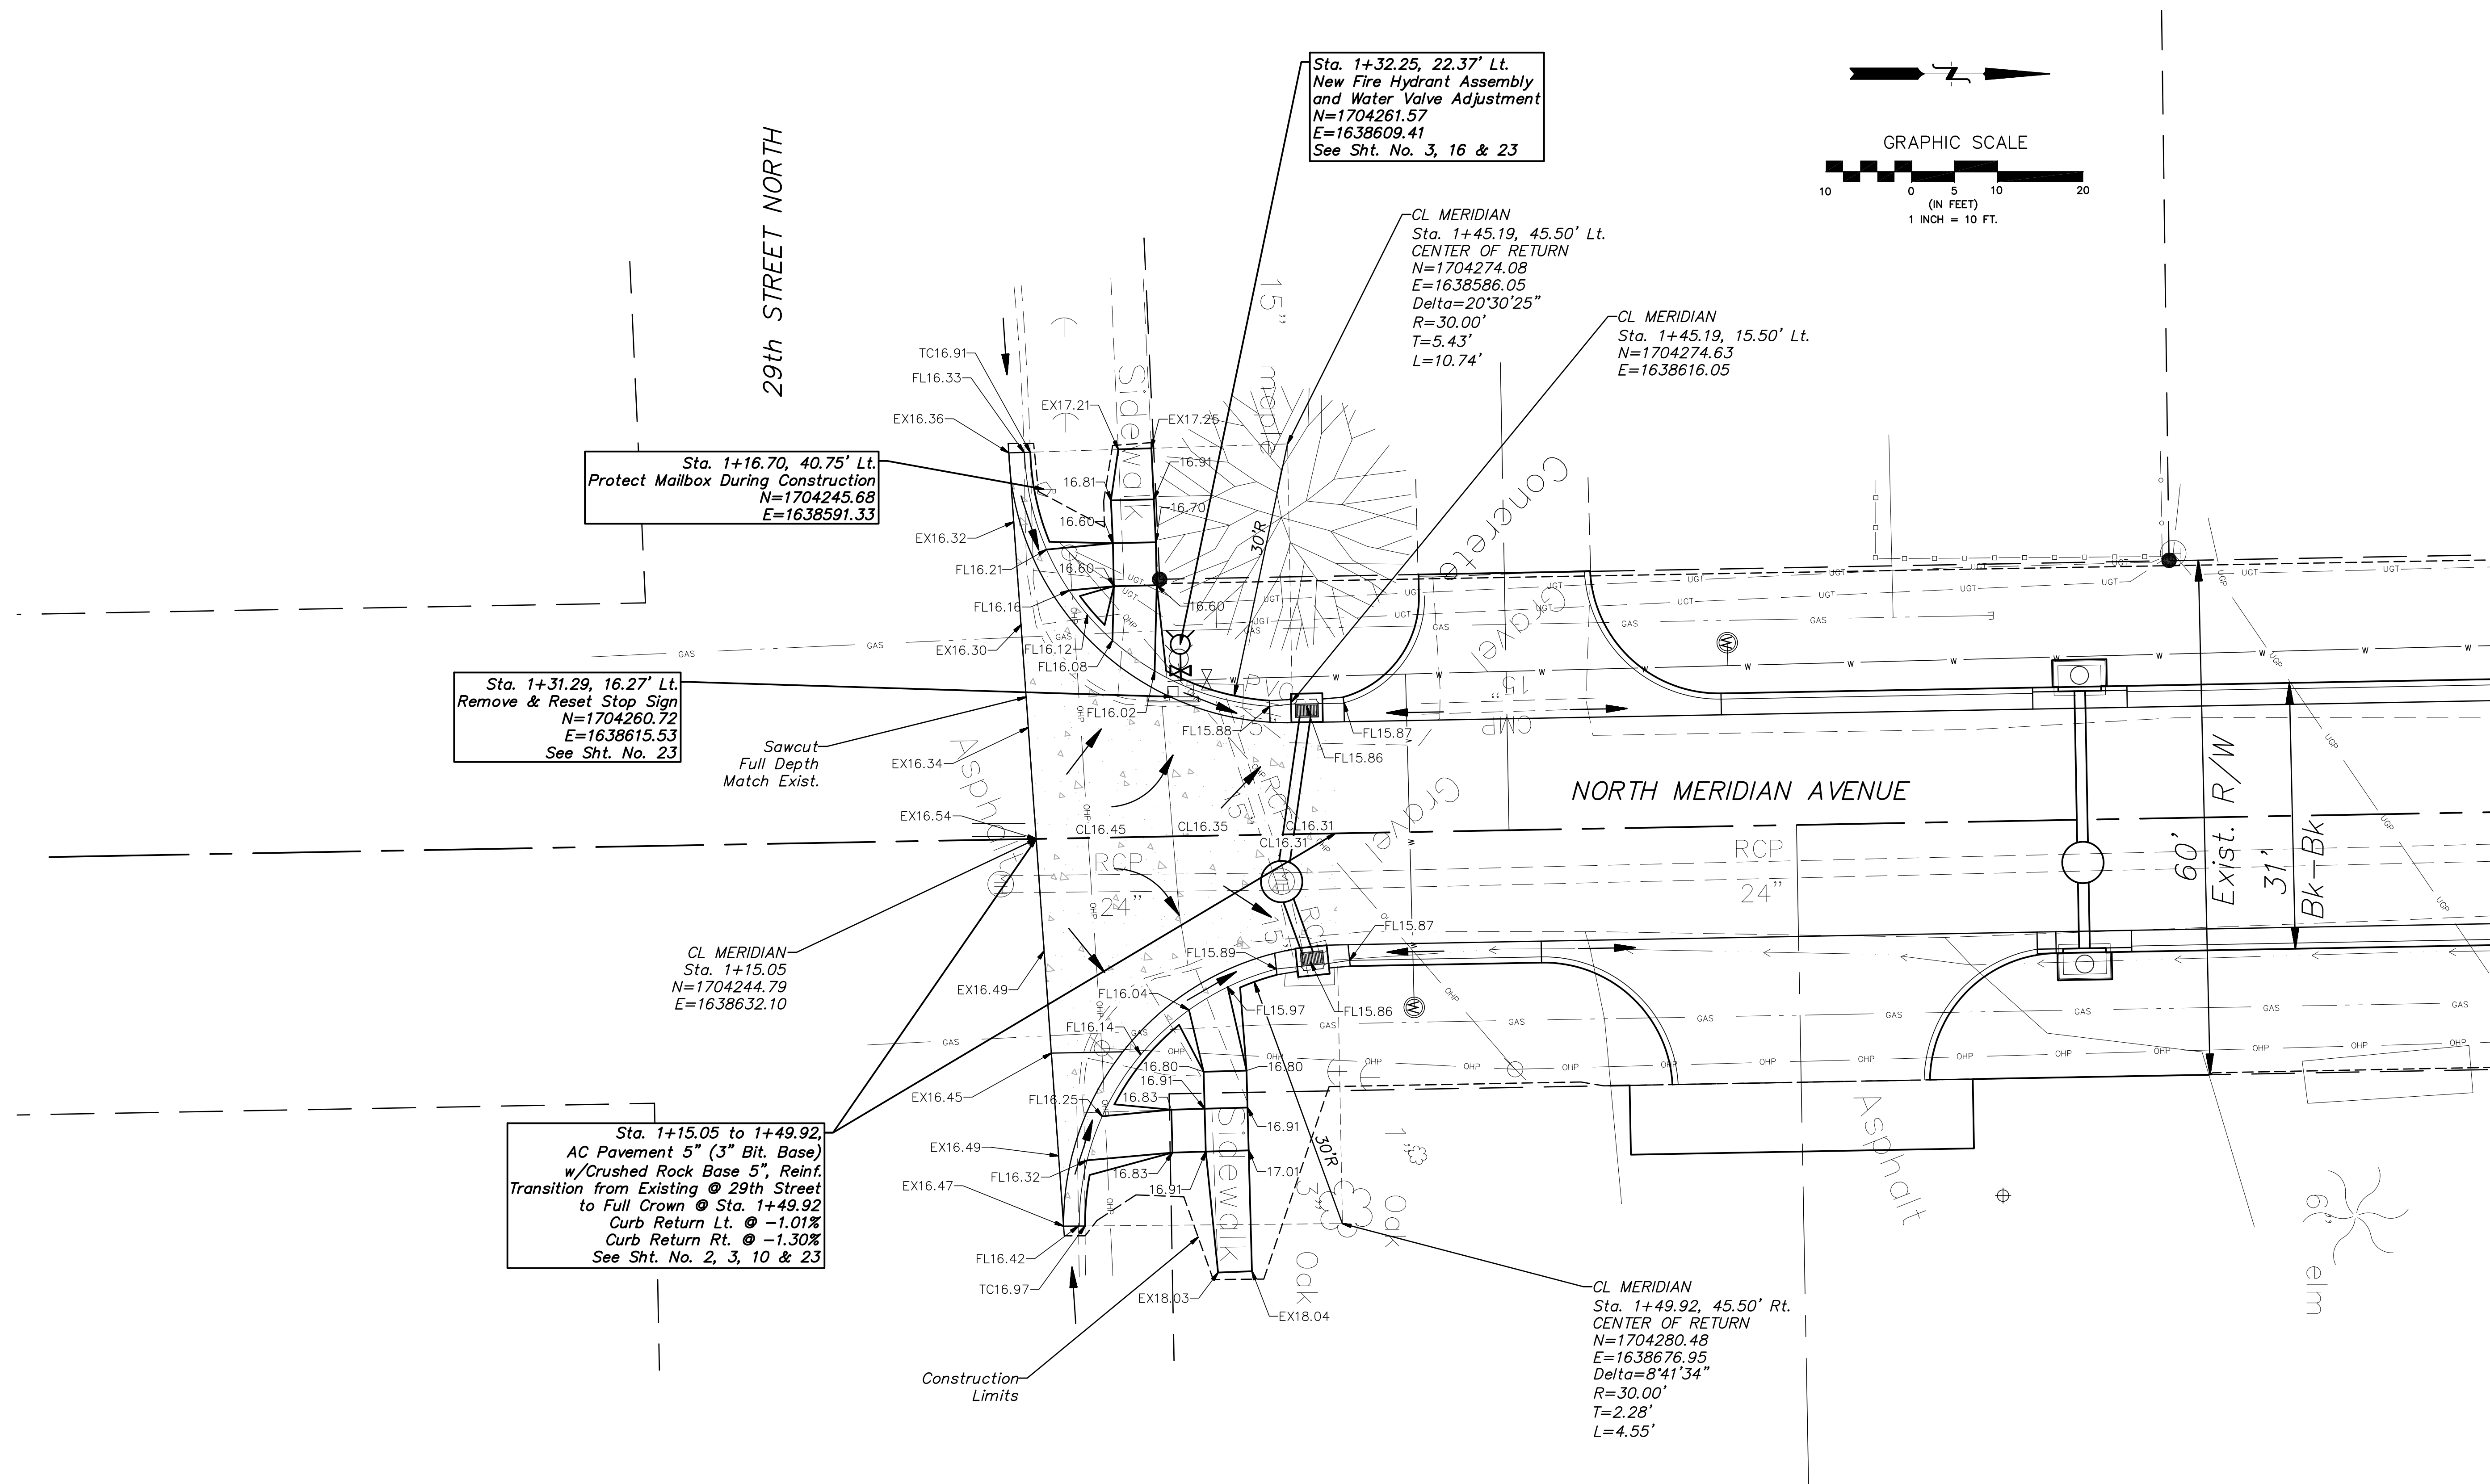 Sta. 1+32.25, 22.37' Lt.
New Fire Hydrant Assembly
and Water Valve Adjustment
N=1704261.57
E=1638609.41
See Sht. No. 3, 16 & 23
GRAPHIC SCALE
10 0 5 10 20
(IN FEET)
1 INCH = 10 FT.
29th STREET NORTH
CL MERIDIAN
Sta. 1+45.19, 45.50' Lt.
CENTER OF RETURN
N=1704274.08
E=1638586.05
Delta=20°30'25"
R=30.00'
T=5.43'
L=10.74'
CL MERIDIAN
Sta. 1+45.19, 15.50' Lt.
N=1704274.63
E=1638616.05
15"
maple
Sidewalk
TC16.91
FL16.33
EX16.36
EX17.21
EX17.25
Sta. 1+16.70, 40.75' Lt.
Protect Mailbox During Construction
N=1704245.68
E=1638591.33
16.91
16.81
16.70
16.60
EX16.32
FL16.21
16.60
16.60
FL16.16
FL16.12
FL16.08
EX16.30
30'R
Concrete
Gravel
UGT
GAS
W
OHP
UGP
Sta. 1+31.29, 16.27' Lt.
Remove & Reset Stop Sign
N=1704260.72
E=1638615.53
See Sht. No. 23
FL16.02
FL15.88
FL15.87
FL15.86
15"
CMP
Sawcut
Full Depth
Match Exist.
EX16.34
Asphalt
15"
Gravel
NORTH MERIDIAN AVENUE
60'
Exist. R/W
31'
Bk-Bk
EX16.54
CL16.45
CL16.35
CL16.31
CL16.31
RCP
24"
RCP
24"
15"
CL MERIDIAN
Sta. 1+15.05
N=1704244.79
E=1638632.10
EX16.49
FL15.89
FL15.87
FL16.04
FL15.97
FL15.86
FL16.14
EX16.45
16.80
16.80
16.91
16.83
FL16.25
16.91
EX16.49
FL16.32
16.83
17.01
16.91
EX16.47
Sidewalk
30'R
Sta. 1+15.05 to 1+49.92,
AC Pavement 5" (3" Bit. Base)
w/Crushed Rock Base 5", Reinf.
Transition from Existing @ 29th Street
to Full Crown @ Sta. 1+49.92
Curb Return Lt. @ -1.01%
Curb Return Rt. @ -1.30%
See Sht. No. 2, 3, 10 & 23
FL16.42
TC16.97
EX18.03
EX18.04
3"
Oak
Oak
Asphalt
6"
elm
Construction
Limits
CL MERIDIAN
Sta. 1+49.92, 45.50' Rt.
CENTER OF RETURN
N=1704280.48
E=1638676.95
Delta=8°41'34"
R=30.00'
T=2.28'
L=4.55'